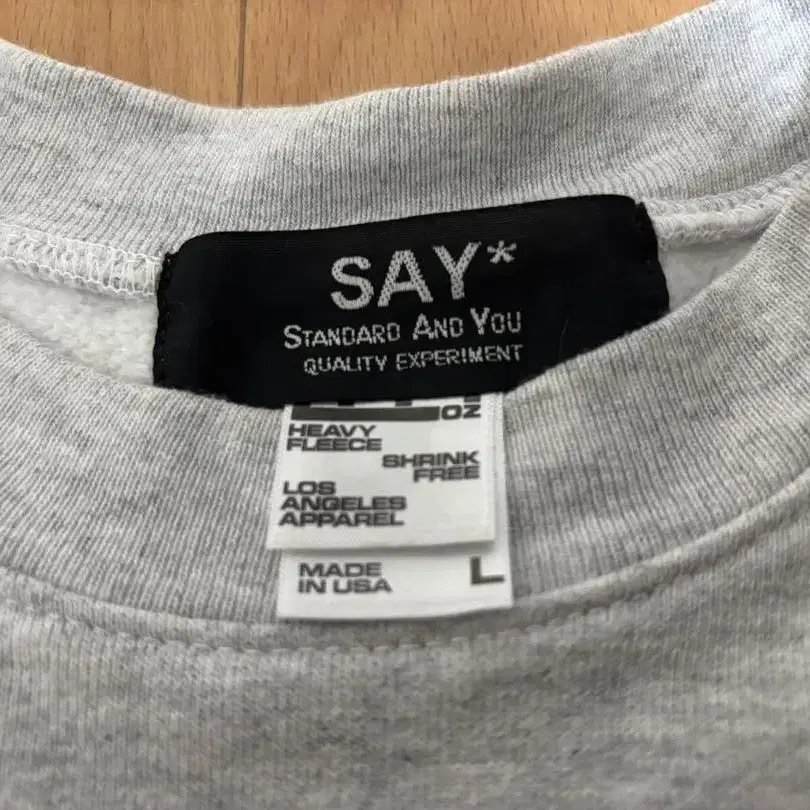 SAY*
STANDARD AND YOU
QUALITY EXPERIMENT
OZ
HEAVY
FLEECE
SHRINK
FREE
LOS
ANGELES
APPAREL
MADE
IN USA
L